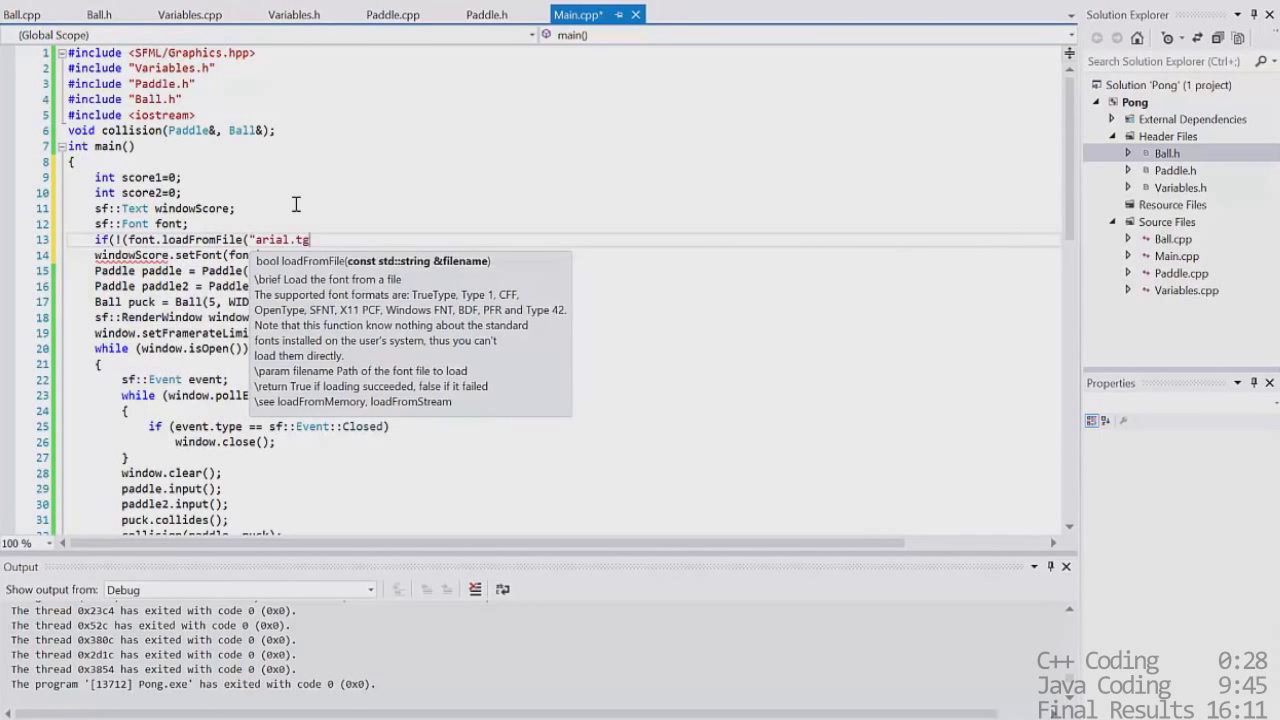 Ball.cpp Ball.h Variables.cpp Variables.h Paddle.cpp Paddle.h Main.cpp*
(Global Scope) main()
1 #include <SFML/Graphics.hpp>
2 #include "Variables.h"
3 #include "Paddle.h"
4 #include "Ball.h"
5 #include <iostream>
6 void collision(Paddle&, Ball&);
7 int main()
8 {
9 int score1=0;
10 int score2=0;
11 sf::Text windowScore;
12 sf::Font font;
13 if(!(font.loadFromFile("arial.tg
14 windowScore.setFont(fon
15 Paddle paddle = Paddle(
16 Paddle paddle2 = Paddle
17 Ball puck = Ball(5, WID
18 sf::RenderWindow window
19 window.setFramerateLimi
20 while (window.isOpen())
21 {
22 sf::Event event;
23 while (window.pollE
24 {
25 if (event.type == sf::Event::Closed)
26 window.close();
27 }
28 window.clear();
29 paddle.input();
30 paddle2.input();
31 puck.collides();
collision(paddle, puck);
bool loadFromFile(const std::string &filename)
\brief Load the font from a file
The supported font formats are: TrueType, Type 1, CFF,
OpenType, SFNT, X11 PCF, Windows FNT, BDF, PFR and Type 42.
Note that this function know nothing about the standard
fonts installed on the user's system, thus you can't
load them directly.
\param filename Path of the font file to load
\return True if loading succeeded, false if it failed
\see loadFromMemory, loadFromStream
100 %
Output
Show output from: Debug
The thread 0x23c4 has exited with code 0 (0x0).
The thread 0x52c has exited with code 0 (0x0).
The thread 0x380c has exited with code 0 (0x0).
The thread 0x2d1c has exited with code 0 (0x0).
The thread 0x3854 has exited with code 0 (0x0).
The program '[13712] Pong.exe' has exited with code 0 (0x0).
Solution Explorer
Search Solution Explorer (Ctrl+;)
Solution 'Pong' (1 project)
Pong
External Dependencies
Header Files
Ball.h
Paddle.h
Variables.h
Resource Files
Source Files
Ball.cpp
Main.cpp
Paddle.cpp
Variables.cpp
Properties
C++ Coding 0:28
Java Coding 9:45
Final Results 16:11